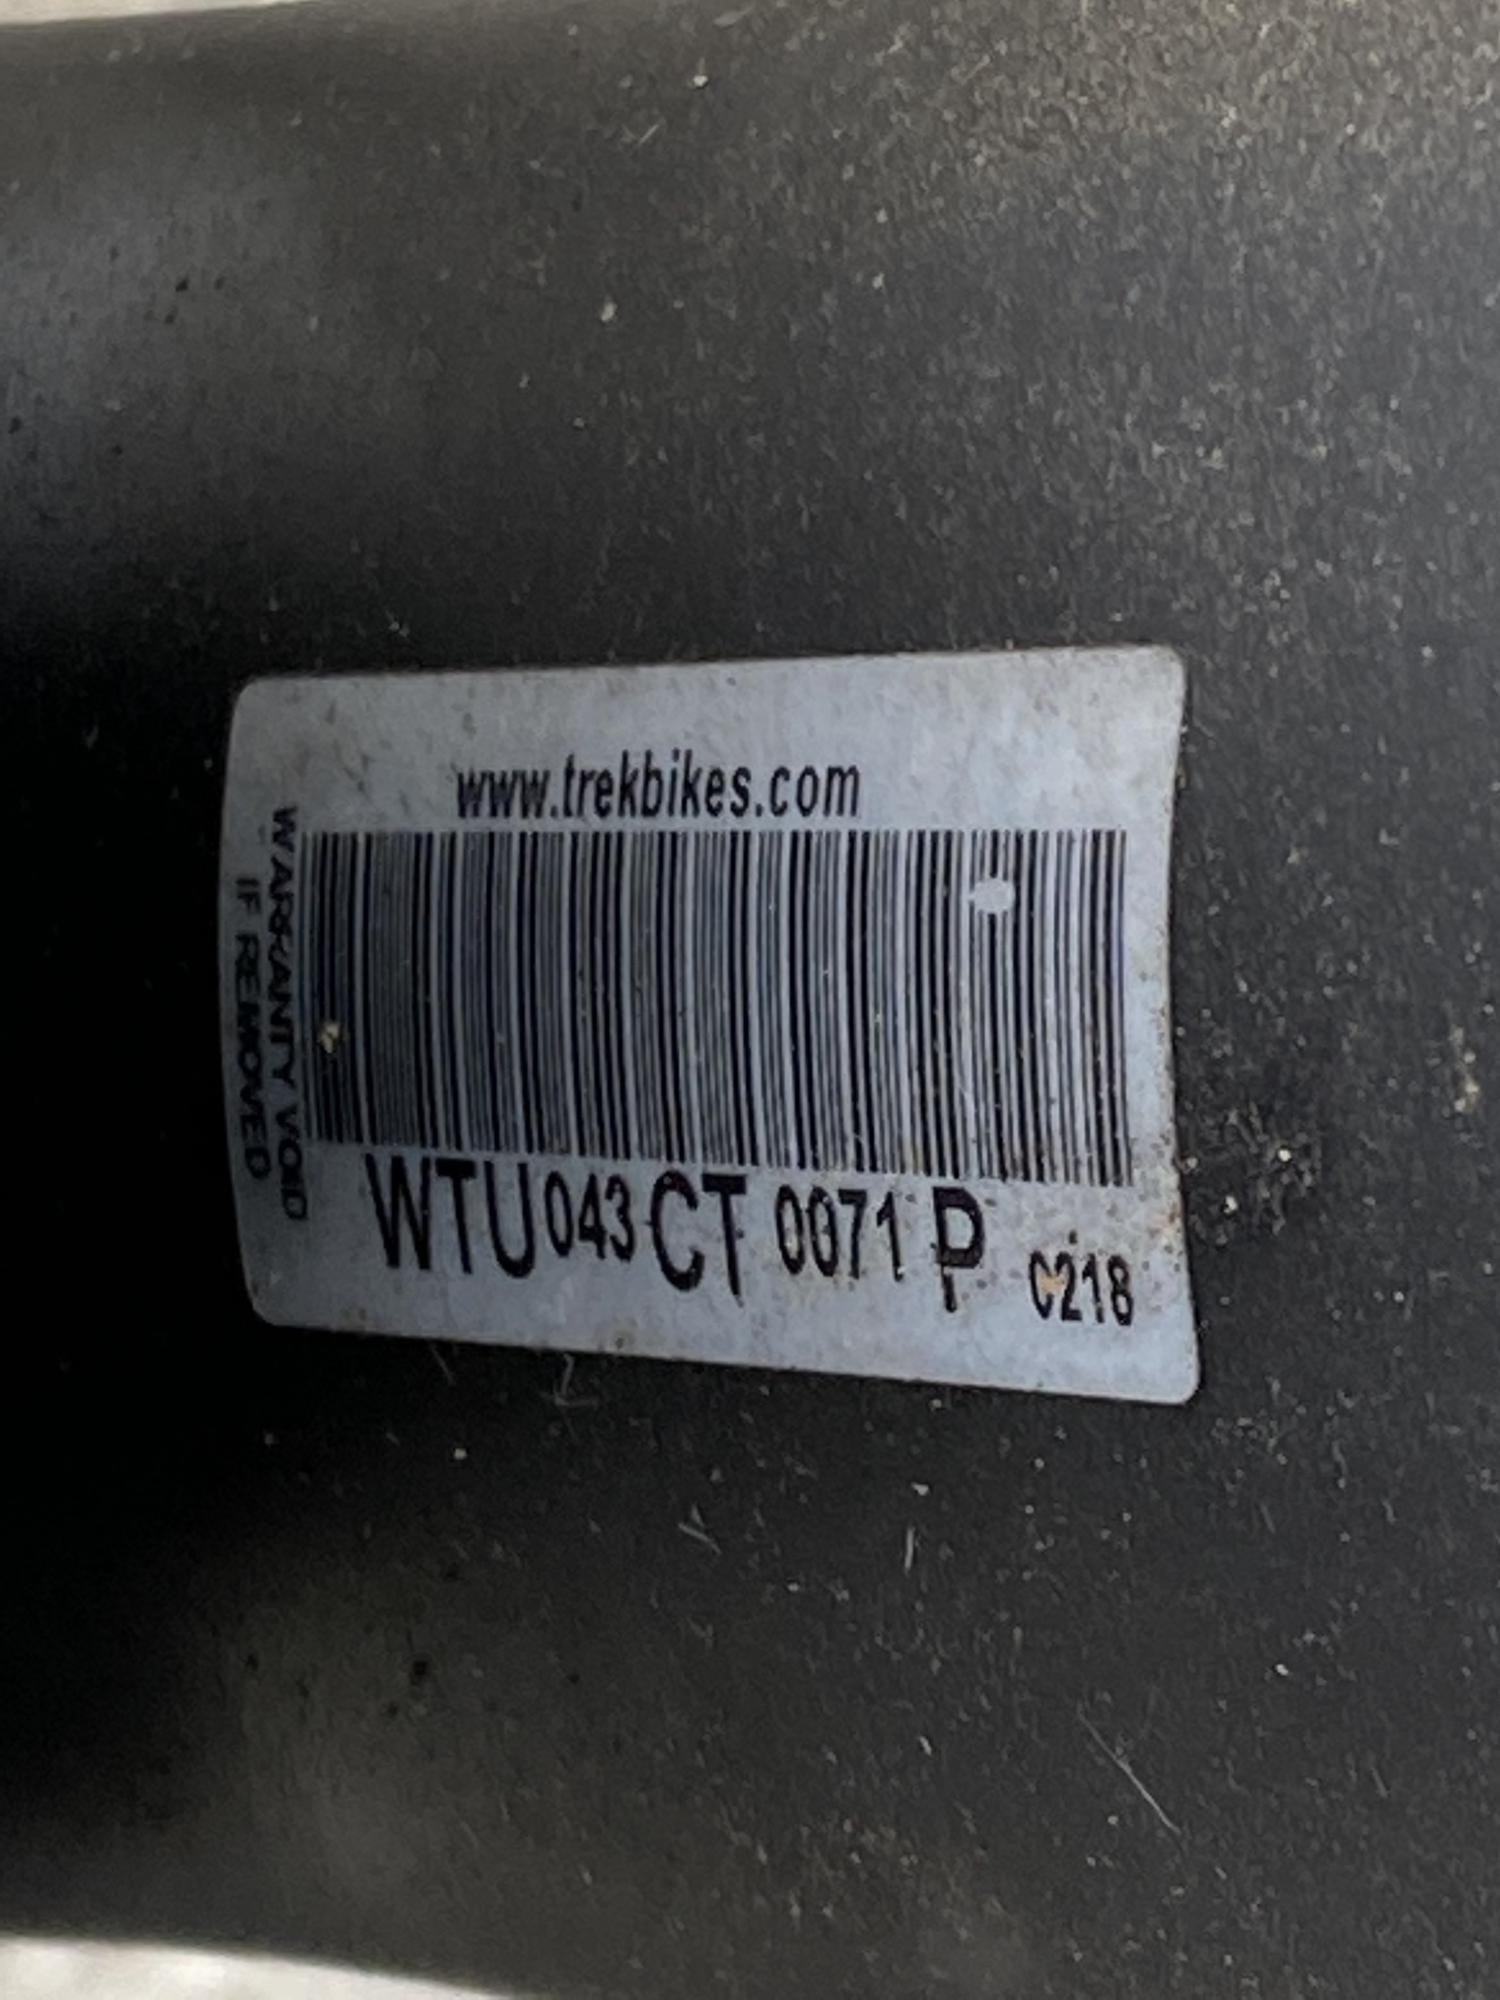 www.trekbikes.com
WARRANTY VOID
IF REMOVED
WTU043CT0071P C218